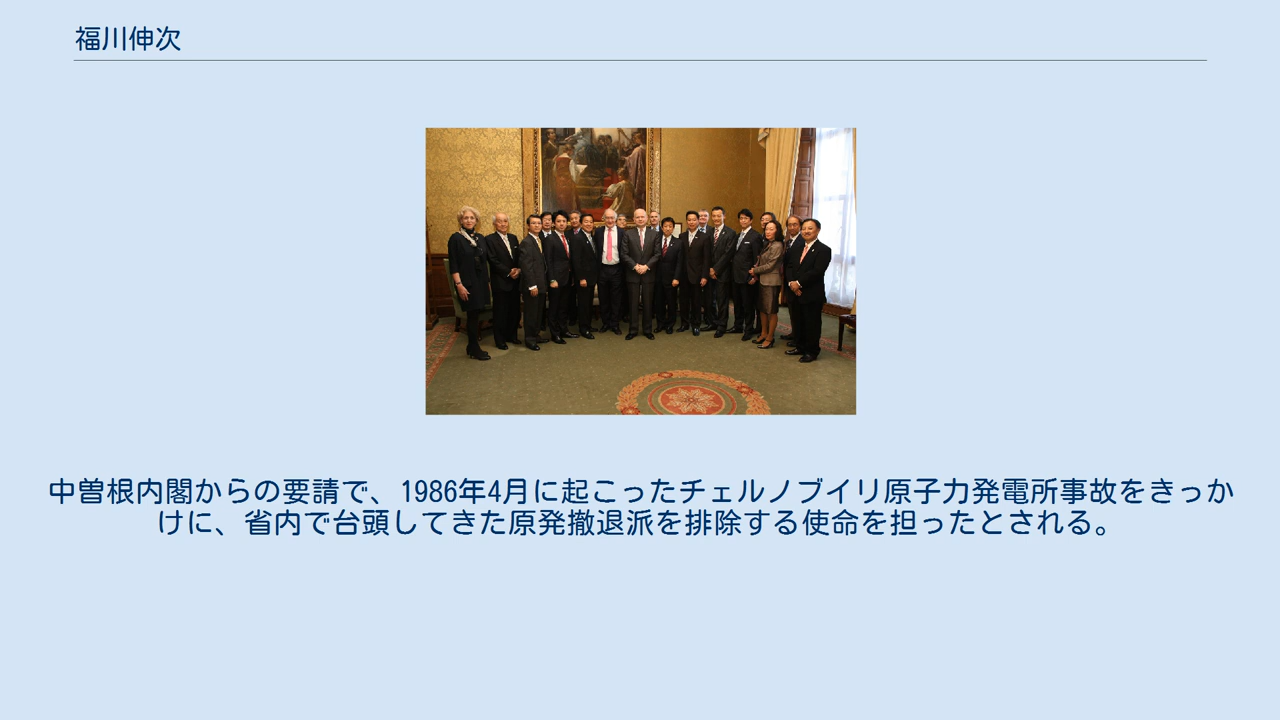 福川伸次
中曽根内閣からの要請で、1986年4月に起こったチェルノブイリ原子力発電所事故をきっか
けに、省内で台頭してきた原発撤退派を排除する使命を担ったとされる。